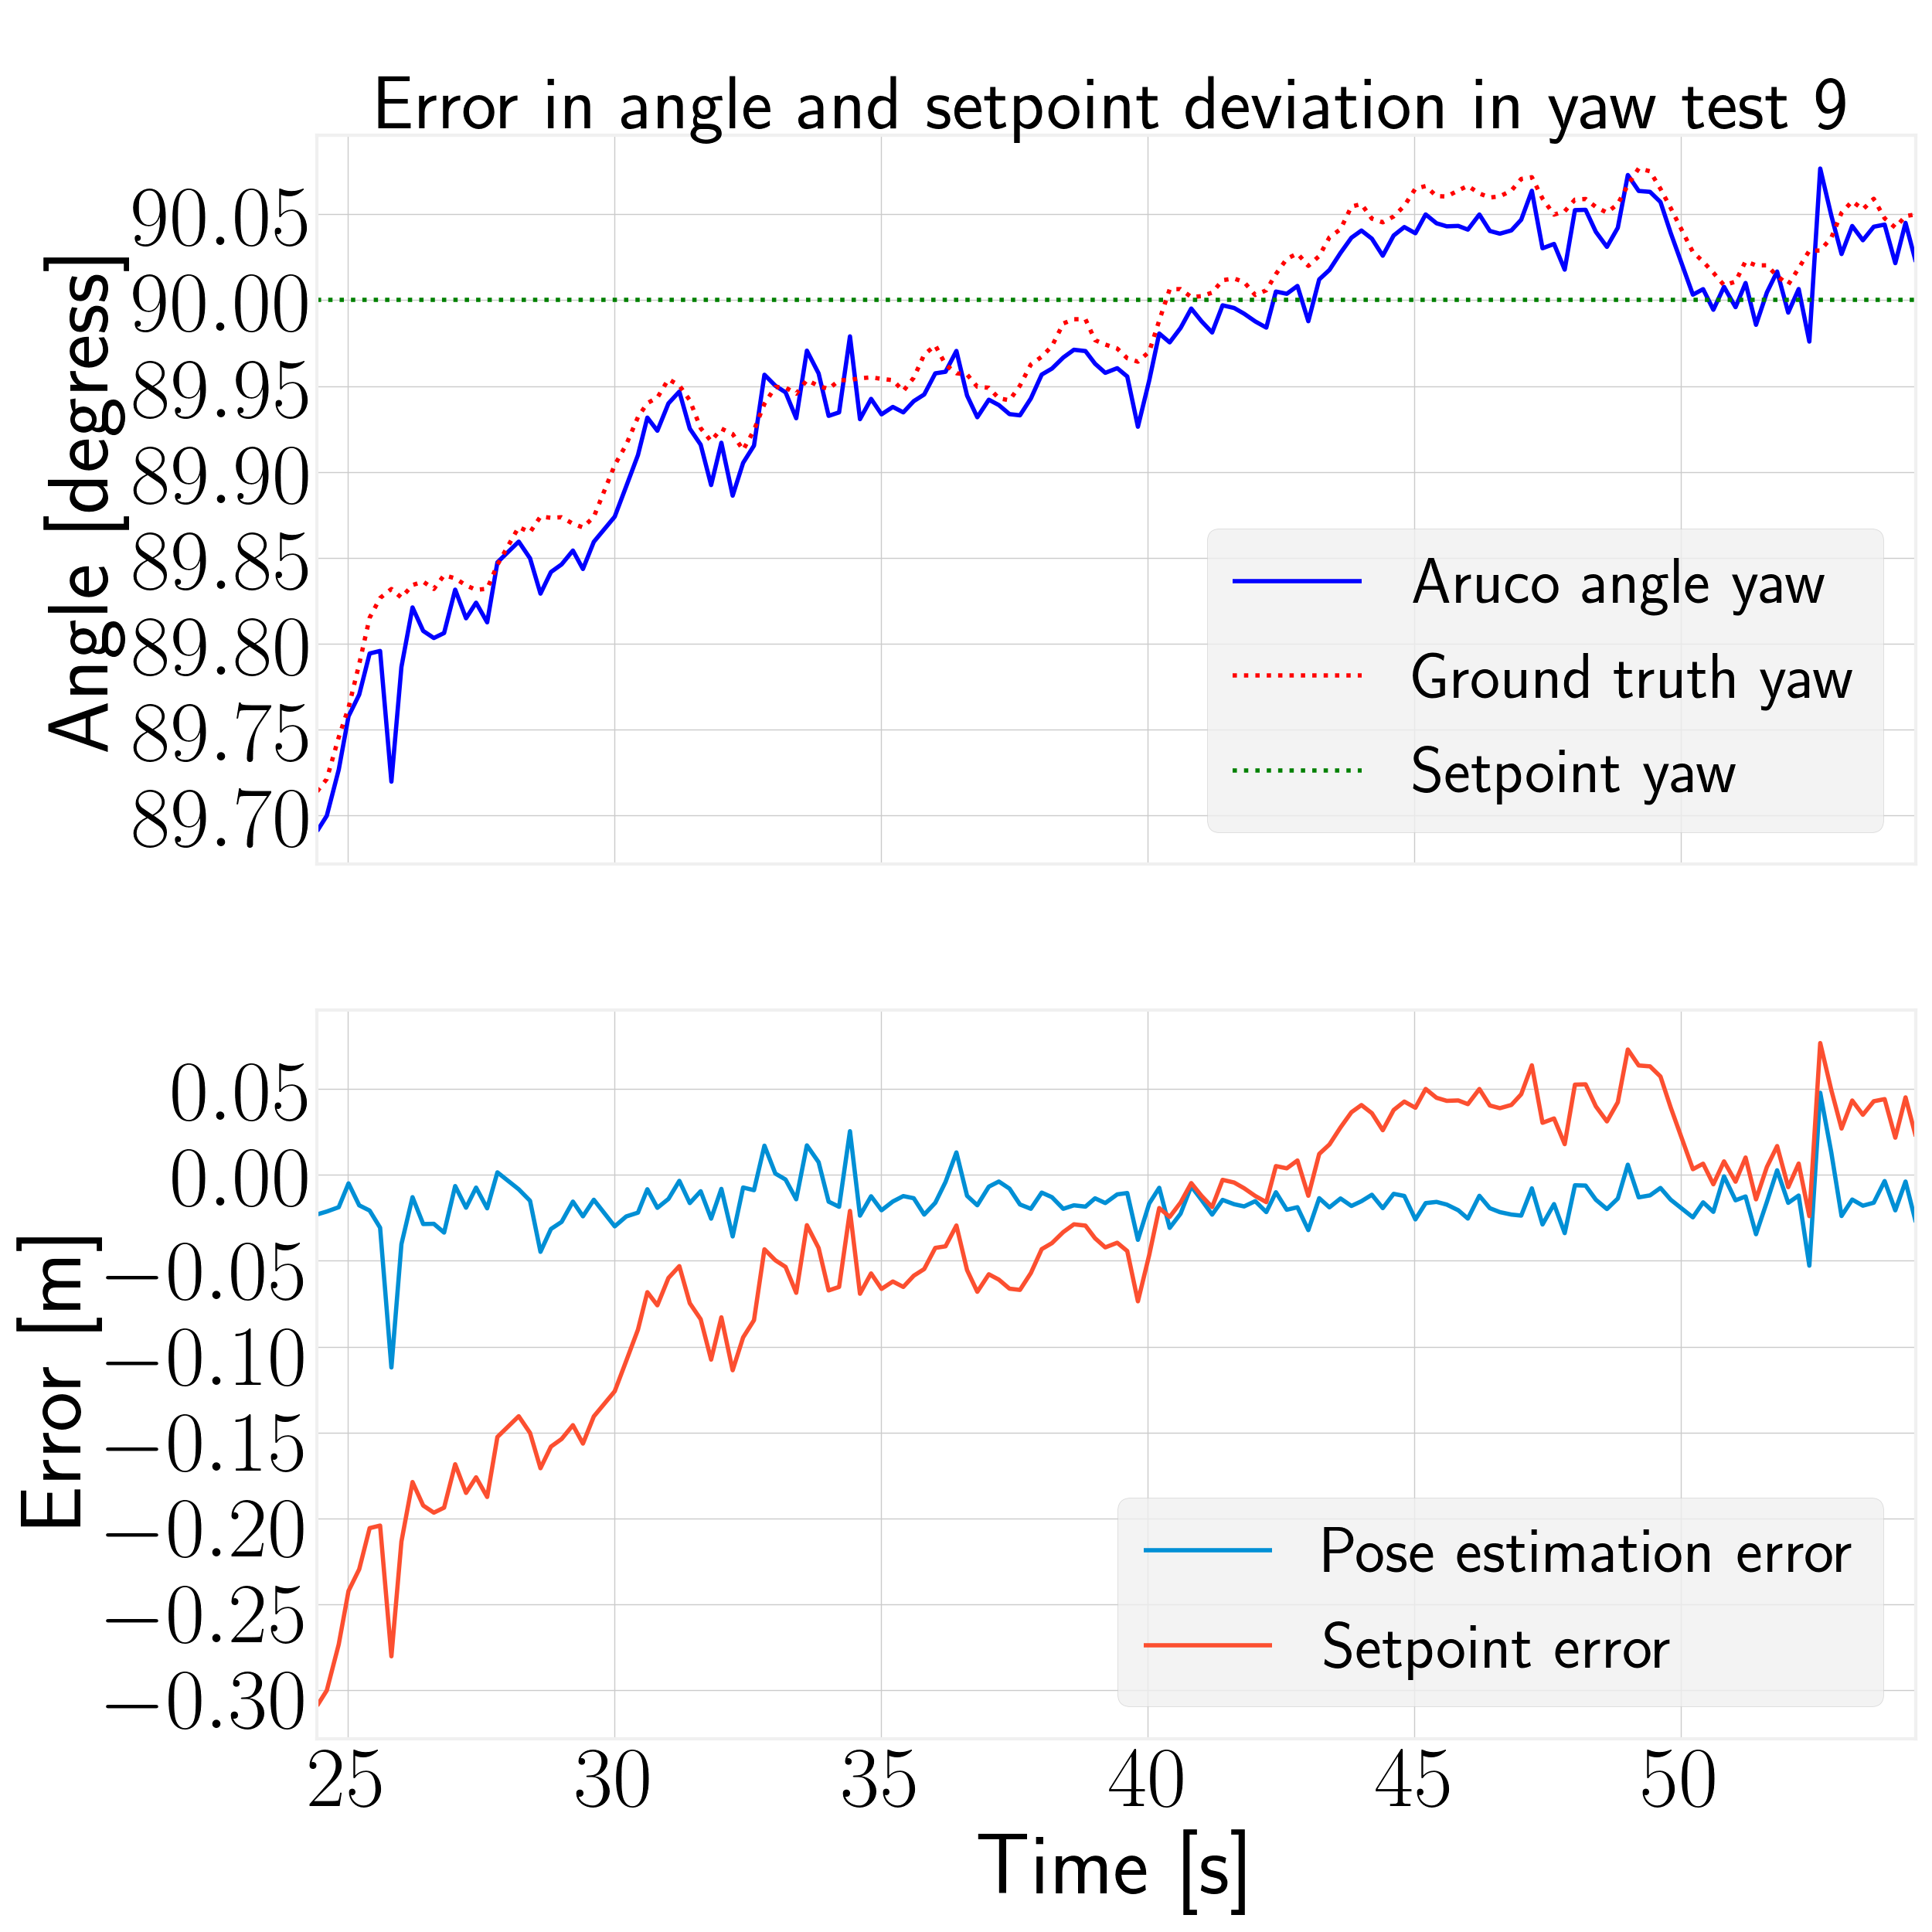 Error in angle and setpoint deviation in yaw test 9
Angle [degress]
90.05
90.00
89.95
89.90
89.85
89.80
89.75
89.70
Aruco angle yaw
Ground truth yaw
Setpoint yaw
Error [m]
0.05
0.00
−0.05
−0.10
−0.15
−0.20
−0.25
−0.30
Pose estimation error
Setpoint error
25 30 35 40 45 50
Time [s]